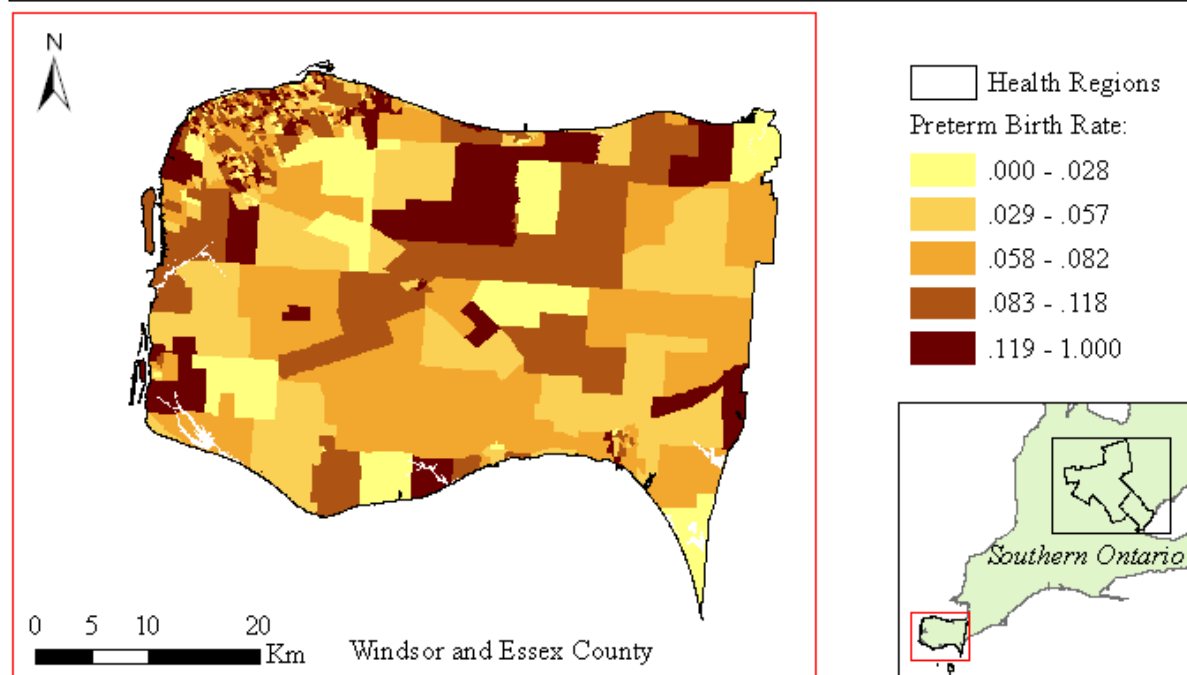 N
0 5 10 20
Km
Windsor and Essex County
Health Regions
Preterm Birth Rate:
.000 - .028
.029 - .057
.058 - .082
.083 - .118
.119 - 1.000
Southern Ontario